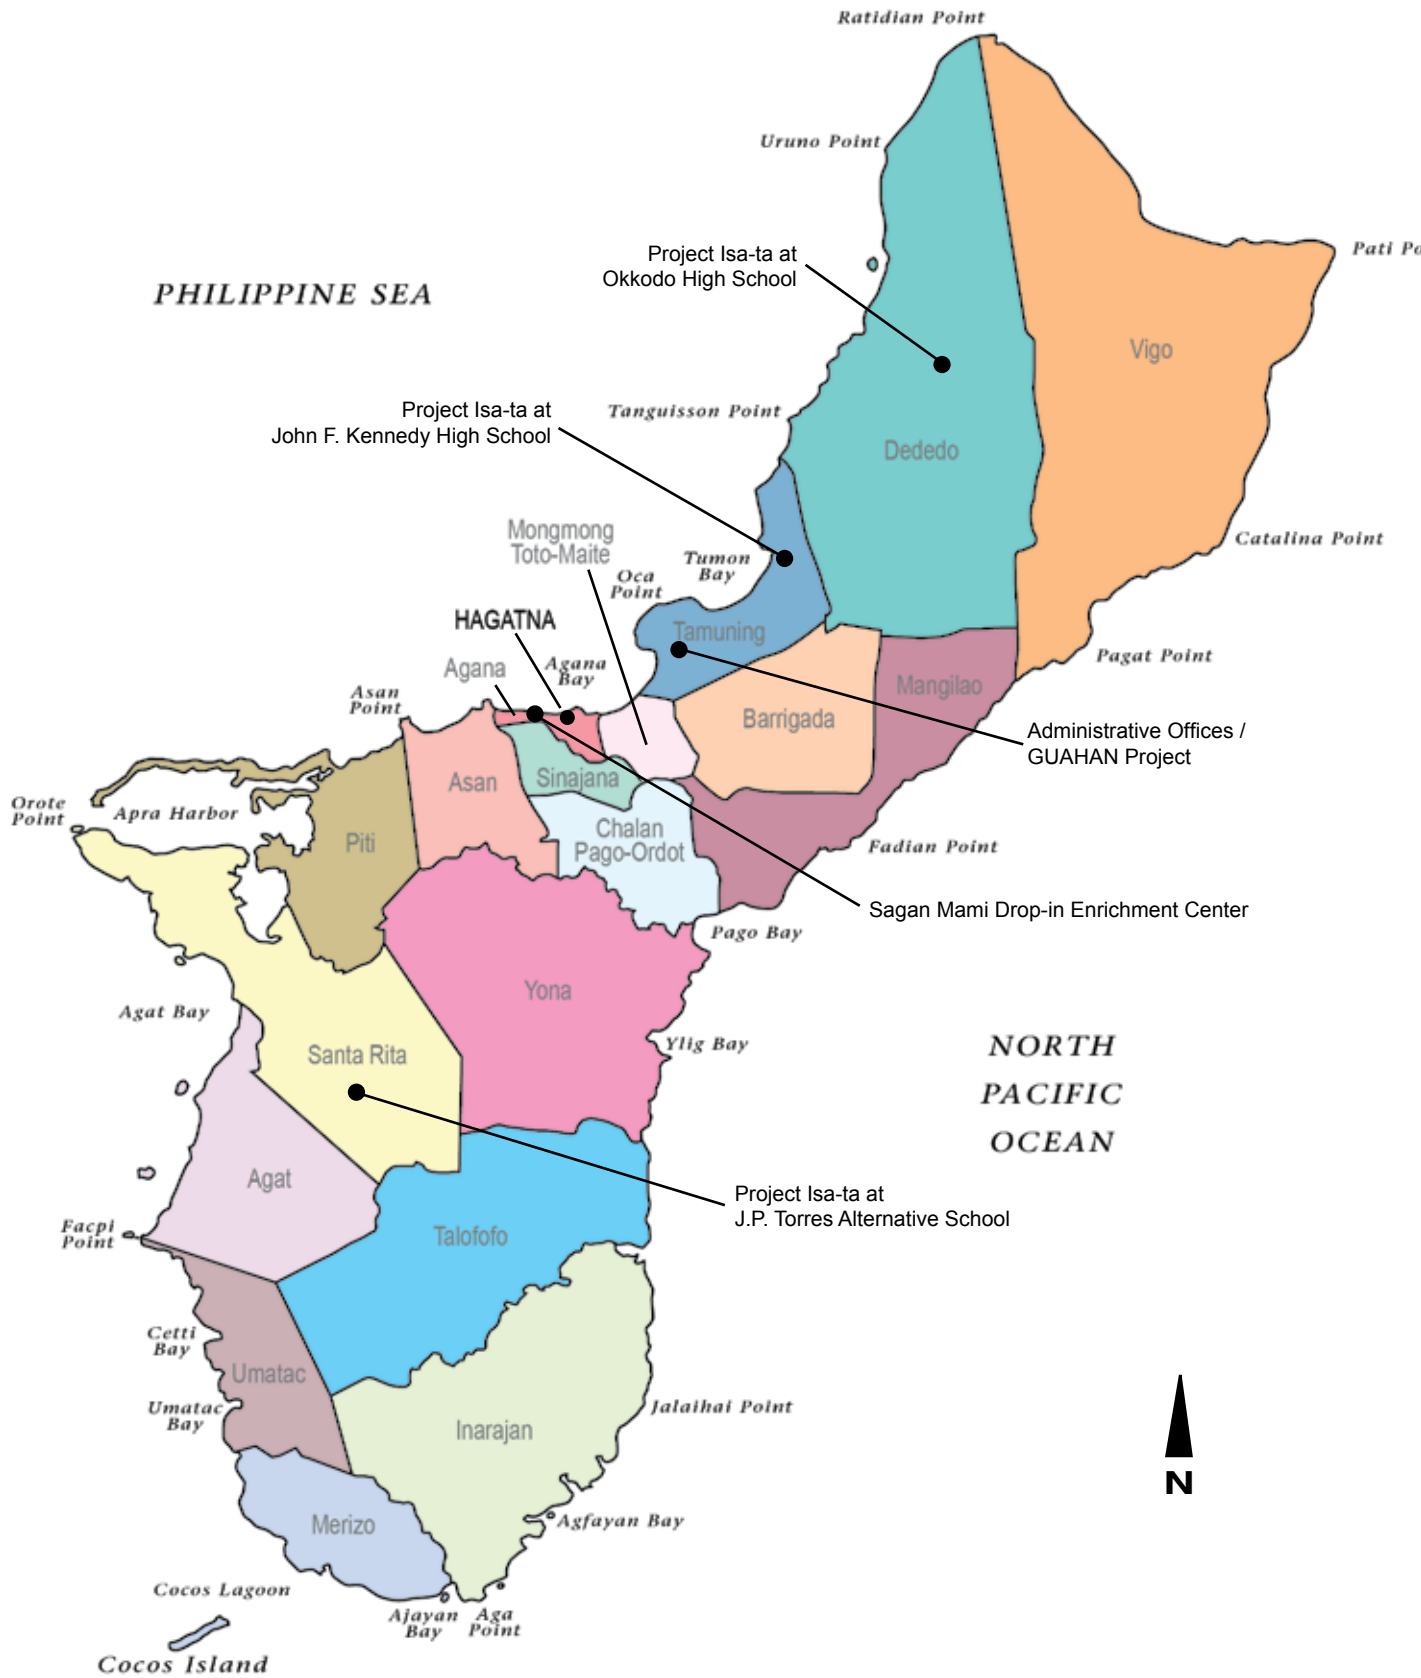 Ratidian Point
Uruno Point
Project Isa-ta at
Okkodo High School
Pati Po
PHILIPPINE SEA
Vigo
Project Isa-ta at
John F. Kennedy High School
Tanguisson Point
Dededo
Mongmong
Toto-Maite
Catalina Point
Tumon
Bay
Oca
Point
HAGATNA
Tamuning
Pagat Point
Agana
Agana
Bay
Mangilao
Asan
Point
Barrigada
Administrative Offices /
GUAHAN Project
Asan
Sinajana
Orote
Point
Apra Harbor
Piti
Chalan
Pago-Ordot
Fadian Point
Sagan Mami Drop-in Enrichment Center
Pago Bay
Yona
Agat Bay
Santa Rita
Ylig Bay
NORTH
PACIFIC
OCEAN
Agat
Project Isa-ta at
J.P. Torres Alternative School
Facpi
Point
Talofofo
Cetti
Bay
Umatac
Umatac
Bay
Jalaihai Point
Inarajan
N
Merizo
Agfayan Bay
Cocos Lagoon
Ajayan
Bay
Aga
Point
Cocos Island